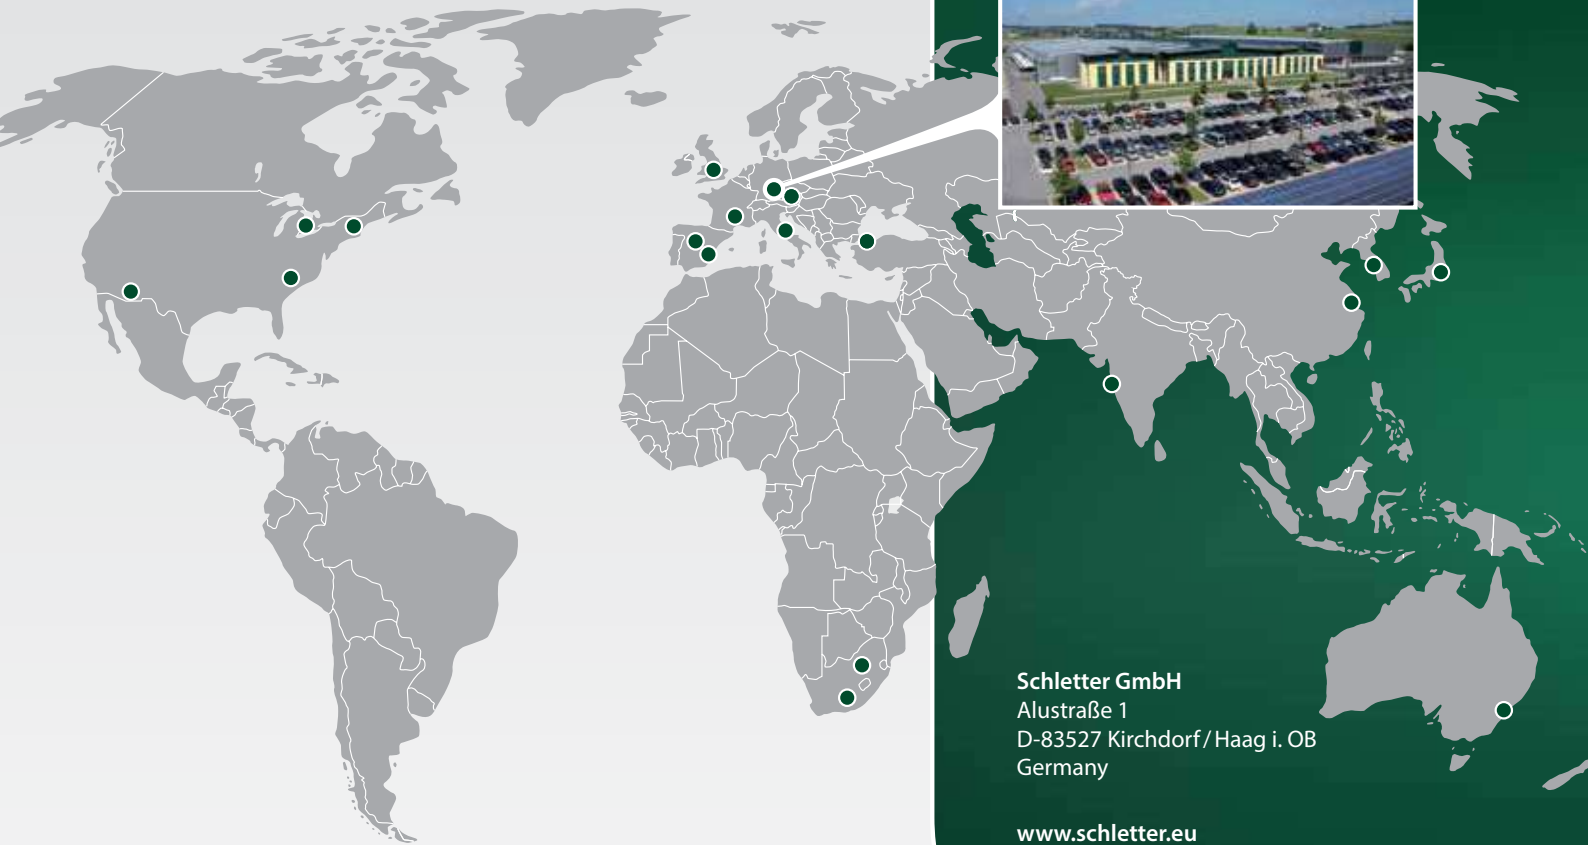 Schletter GmbH
Alustraße 1
D-83527 Kirchdorf / Haag i. OB
Germany
www.schletter.eu